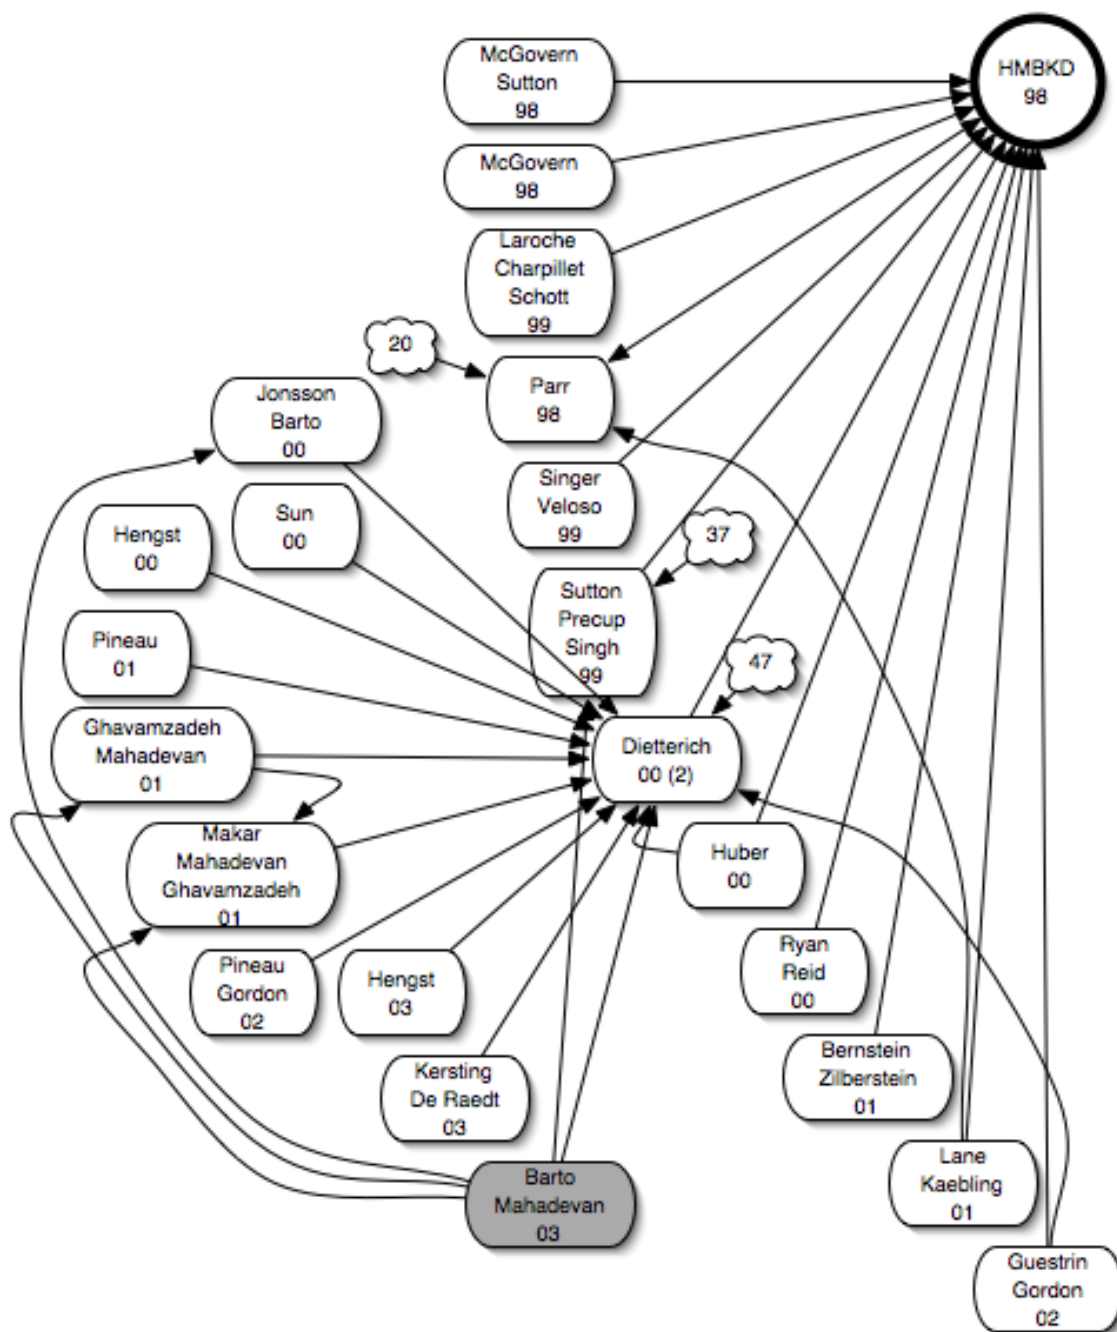 McGovern
Sutton
98
HMBKD
98
McGovern
98
Laroche
Charpillet
Schott
99
20
Parr
98
Jonsson
Barto
00
Singer
Veloso
99
Sun
00
Hengst
00
37
Sutton
Precup
Singh
99
Pineau
01
47
Ghavamzadeh
Mahadevan
01
Dietterich
00 (2)
Makar
Mahadevan
Ghavamzadeh
01
Huber
00
Pineau
Gordon
02
Hengst
03
Ryan
Reid
00
Kersting
De Raedt
03
Bernstein
Zilberstein
01
Barto
Mahadevan
03
Lane
Kaebling
01
Guestrin
Gordon
02